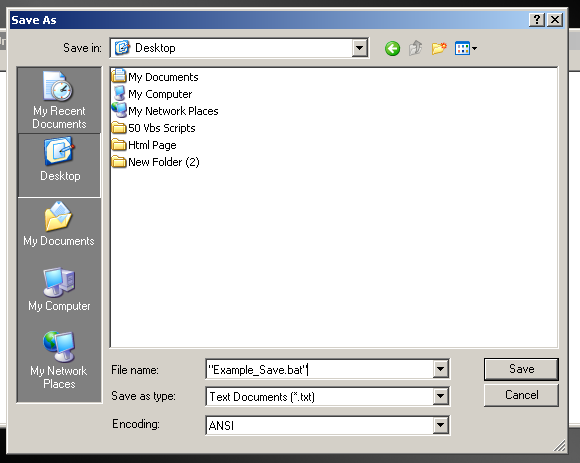 Save As
Save in:
Desktop
My Recent
Documents
Desktop
My Documents
My Computer
My Network
Places
My Documents
My Computer
My Network Places
50 Vbs Scripts
Html Page
New Folder (2)
File name:
"Example_Save.bat"
Save
Save as type:
Text Documents (*.txt)
Cancel
Encoding:
ANSI